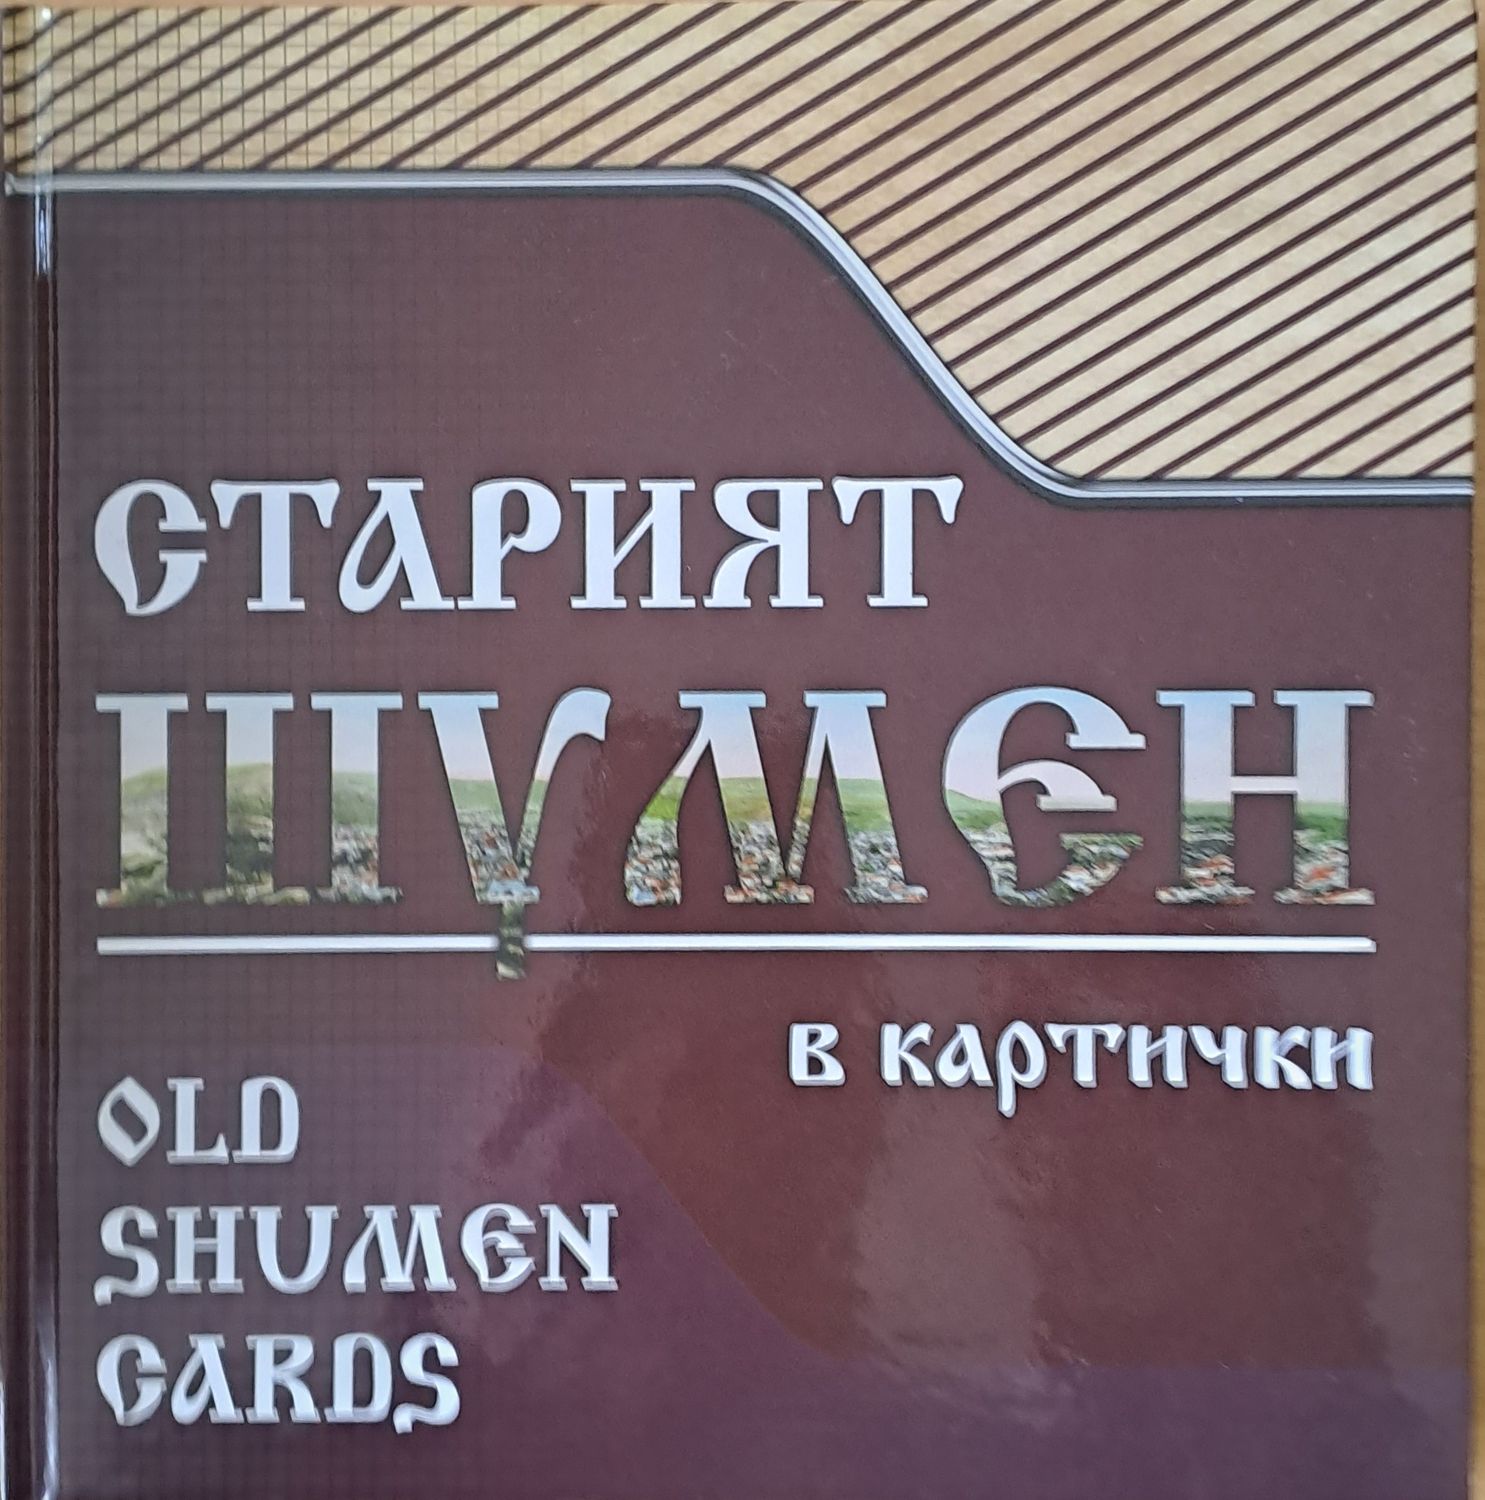 СТАРИЯТ
ШУМЕН
в картички
OLD
SHUMEN
CARDS